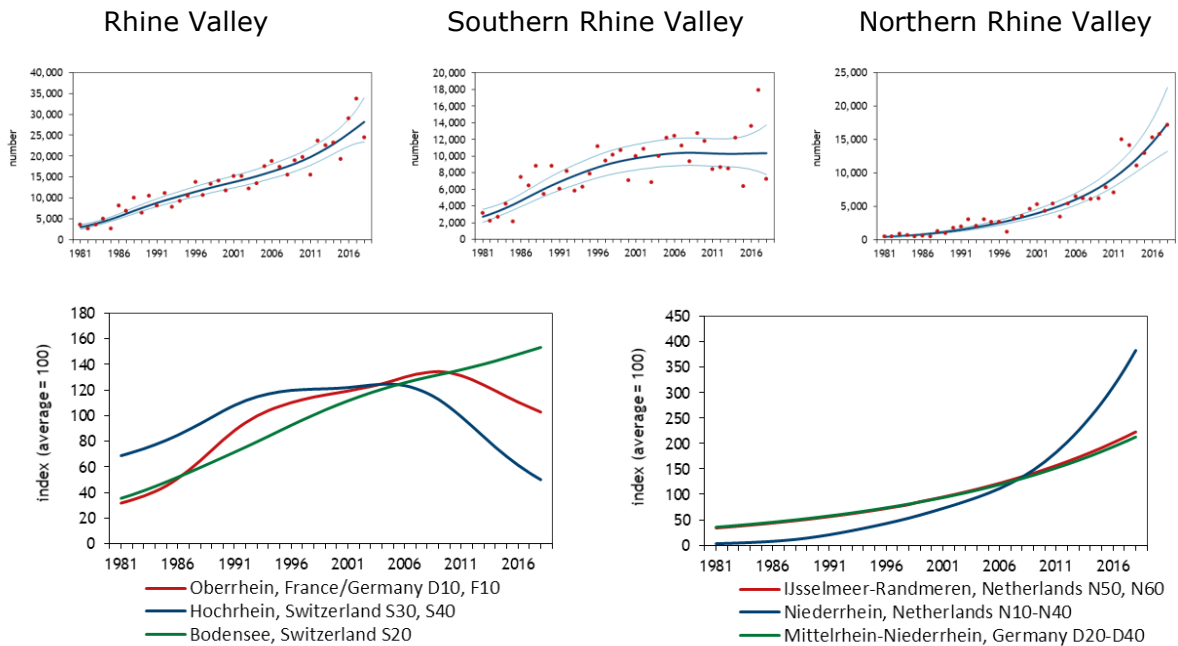 Rhine Valley
Southern Rhine Valley
Northern Rhine Valley
40,000
35,000
30,000
25,000
20,000
15,000
10,000
5,000
0
number
1981 1986 1991 1996 2001 2006 2011 2016
20,000
18,000
16,000
14,000
12,000
10,000
8,000
6,000
4,000
2,000
0
number
1981 1986 1991 1996 2001 2006 2011 2016
25,000
20,000
15,000
10,000
5,000
0
number
1981 1986 1991 1996 2001 2006 2011 2016
180
160
140
120
100
80
60
40
20
0
index (average = 100)
1981 1986 1991 1996 2001 2006 2011 2016
Oberrhein, France/Germany D10, F10
Hochrhein, Switzerland S30, S40
Bodensee, Switzerland S20
450
400
350
300
250
200
150
100
50
0
index (average = 100)
1981 1986 1991 1996 2001 2006 2011 2016
IJsselmeer-Randmeren, Netherlands N50, N60
Niederrhein, Netherlands N10-N40
Mittelrhein-Niederrhein, Germany D20-D40